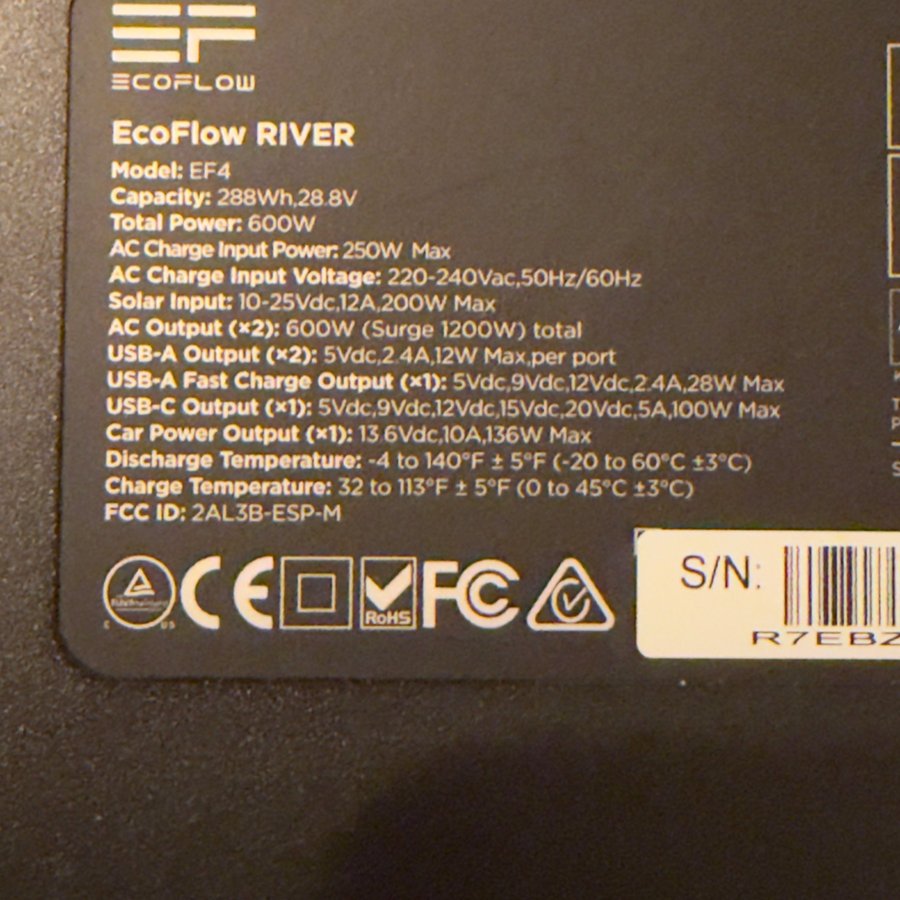 EF
ECOFLOW
EcoFlow RIVER
Model: EF4
Capacity: 288Wh,28.8V
Total Power: 600W
AC Charge Input Power: 250W Max
AC Charge Input Voltage: 220-240Vac,50Hz/60Hz
Solar Input: 10-25Vdc,12A,200W Max
AC Output (×2): 600W (Surge 1200W) total
USB-A Output (×2): 5Vdc,2.4A,12W Max,per port
USB-A Fast Charge Output (×1): 5Vdc,9Vdc,12Vdc,2.4A,28W Max
USB-C Output (×1): 5Vdc,9Vdc,12Vdc,15Vdc,20Vdc,5A,100W Max
Car Power Output (×1): 13.6Vdc,10A,136W Max
Discharge Temperature: -4 to 140°F ± 5°F (-20 to 60°C ±3°C)
Charge Temperature: 32 to 113°F ± 5°F (0 to 45°C ±3°C)
FCC ID: 2AL3B-ESP-M
CE
RoHS
FC
S/N:
R7EBZ